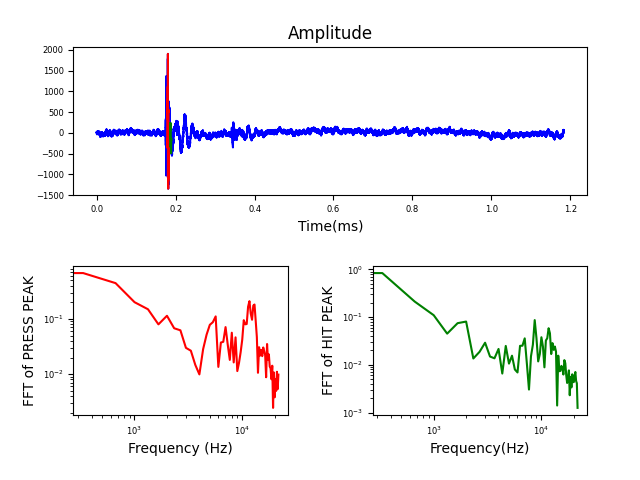 Amplitude
2000
1500
1000
500
0
−500
−1000
−1500
0.0 0.2 0.4 0.6 0.8 1.0 1.2
Time(ms)
FFT of PRESS PEAK
10⁻¹
10⁻²
10³ 10⁴
Frequency (Hz)
FFT of HIT PEAK
10⁰
10⁻¹
10⁻²
10⁻³
10³ 10⁴
Frequency(Hz)